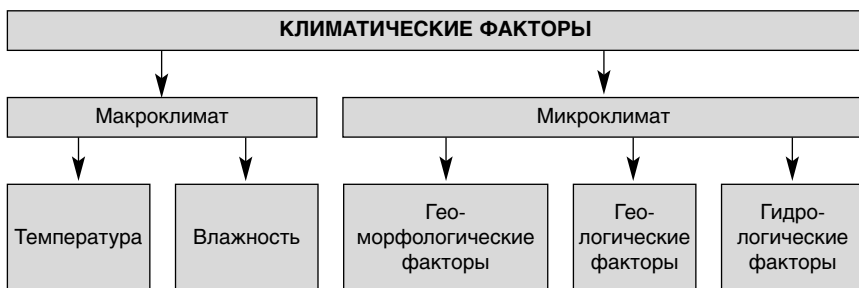 КЛИМАТИЧЕСКИЕ ФАКТОРЫ
Макроклимат
Микроклимат
Температура
Влажность
Гео-
морфологические
факторы
Гео-
логические
факторы
Гидро-
логические
факторы